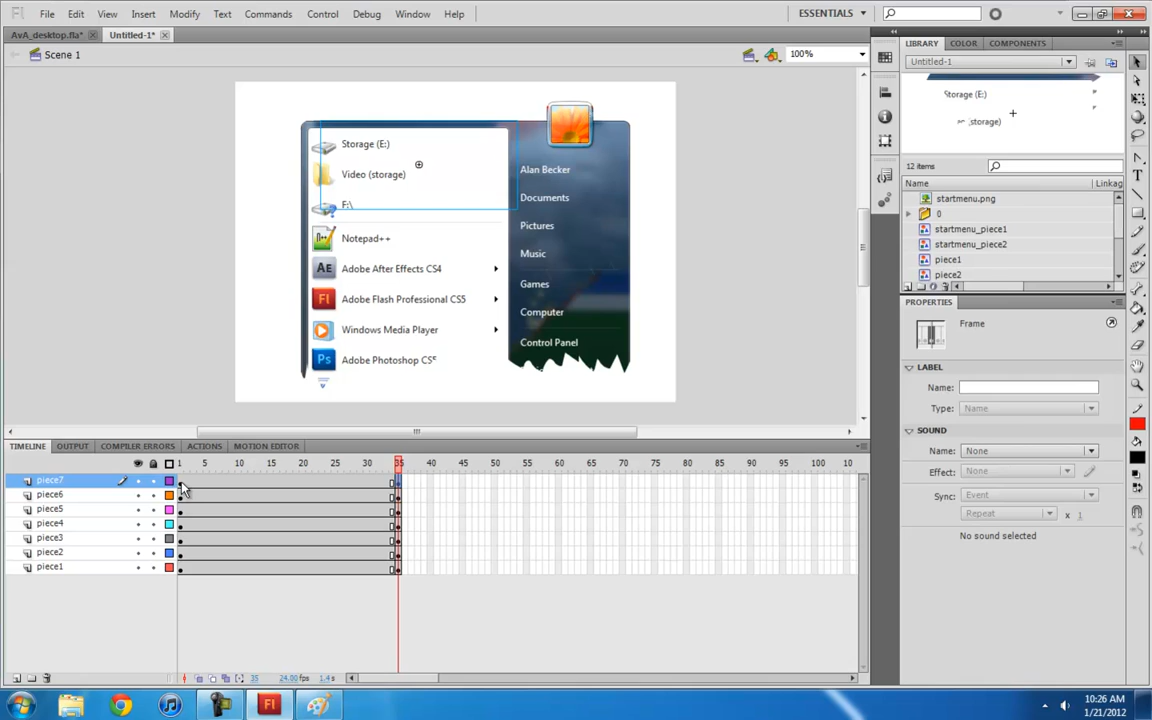 File Edit View Insert Modify Text Commands Control Debug Window Help ESSENTIALS
AvA_desktop.fla* Untitled-1*
Scene 1 100%
LIBRARY COLOR COMPONENTS
Untitled-1
Storage (E:)
storage)
12 items
Name Linkag
startmenu.png
0
startmenu_piece1
startmenu_piece2
piece1
piece2
Storage (E:)
Video (storage)
F:\
Notepad++
Adobe After Effects CS4
Adobe Flash Professional CS5
Windows Media Player
Adobe Photoshop
Alan Becker
Documents
Pictures
Music
Games
Computer
Control Panel
PROPERTIES
Frame
LABEL
Name:
Type: Name
SOUND
Name: None
Effect: None
Sync: Event
Repeat x 1
No sound selected
TIMELINE OUTPUT COMPILER ERRORS ACTIONS MOTION EDITOR
1 5 10 15 20 25 30 35 40 45 50 55 60 65 70 75 80 85 90 95 100 10
piece7
piece6
piece5
piece4
piece3
piece2
piece1
35 24.00 fps 1.4 s
10:26 AM
1/21/2012